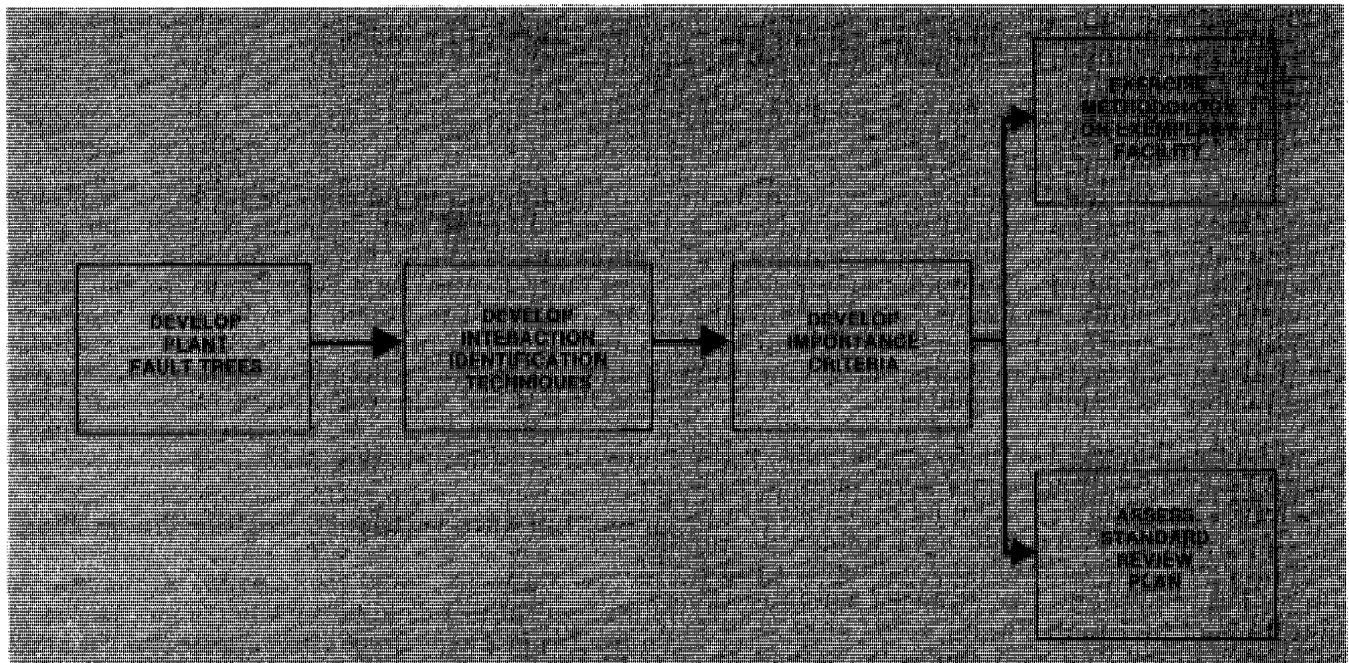 DEVELOP
PLANT
FAULT TREES
DEVELOP
INTERACTION
IDENTIFICATION
TECHNIQUES
DEVELOP
IMPORTANCE
CRITERIA
EXERCISE
METHODOLOGY
ON EXEMPLARY
FACILITY
ASSESS
STANDARD
REVIEW
PLAN